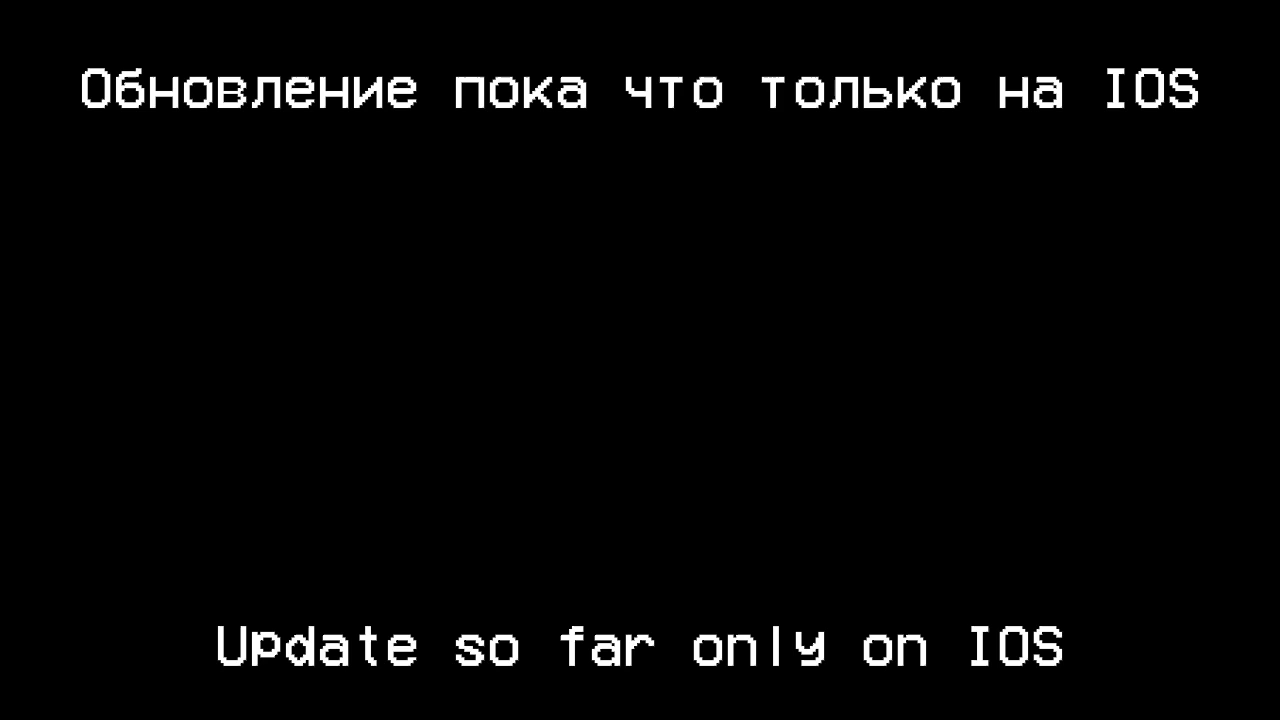 Обновление пока что только на IOS
Update so far only on IOS